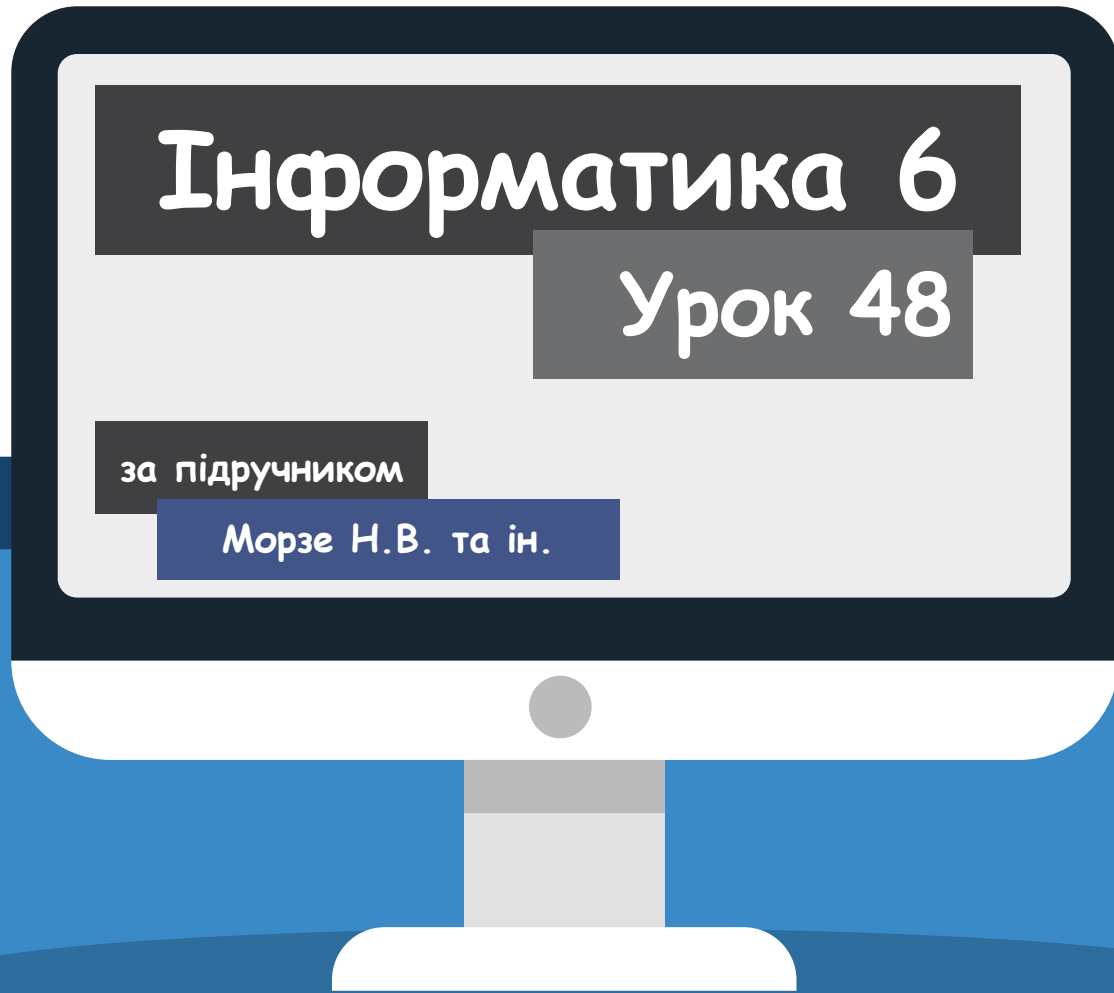 Інформатика 6
Урок 48
за підручником
Морзе Н.В. та ін.